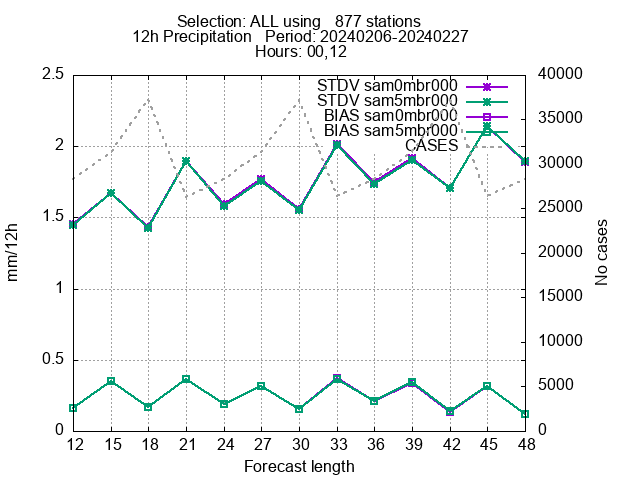 Selection: ALL using   877 stations
12h Precipitation   Period: 20240206-20240227
Hours: 00,12
STDV sam0mbr000
STDV sam5mbr000
BIAS sam0mbr000
BIAS sam5mbr000
CASES
2.5
2
1.5
1
0.5
0
40000
35000
30000
25000
20000
15000
10000
5000
0
mm/12h
No cases
12 15 18 21 24 27 30 33 36 39 42 45 48
Forecast length